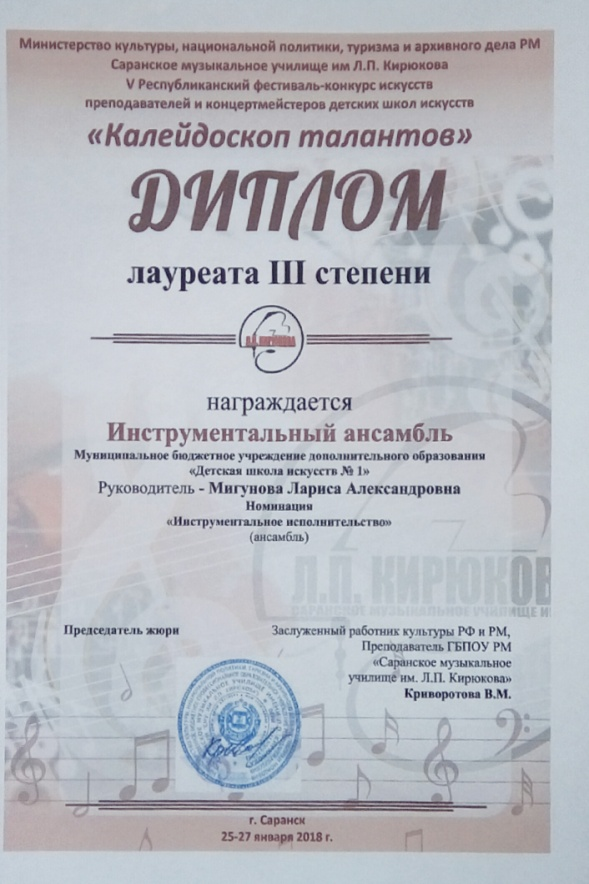 Министерство культуры, национальной политики, туризма и архивного дела РМ
Саранское музыкальное училище им Л.П. Кирюкова
V Республиканский фестиваль-конкурс искусств
преподавателей и концертмейстеров детских школ искусств
«Калейдоскоп талантов»
ДИПЛОМ
лауреата III степени
Л.П. КИРЮКОВА
награждается
Инструментальный ансамбль
Муниципальное бюджетное учреждение дополнительного образования
«Детская школа искусств № 1»
Руководитель - Мигунова Лариса Александровна
Номинация
«Инструментальное исполнительство»
(ансамбль)
Л.П. КИРЮКОВ
САРАНСКОЕ МУЗЫКАЛЬНОЕ УЧИЛИЩЕ
Председатель жюри
Заслуженный работник культуры РФ и РМ,
Преподаватель ГБПОУ РМ
«Саранское музыкальное
училище им. Л.П. Кирюкова»
Криворотова В.М.
г. Саранск
25-27 января 2018 г.